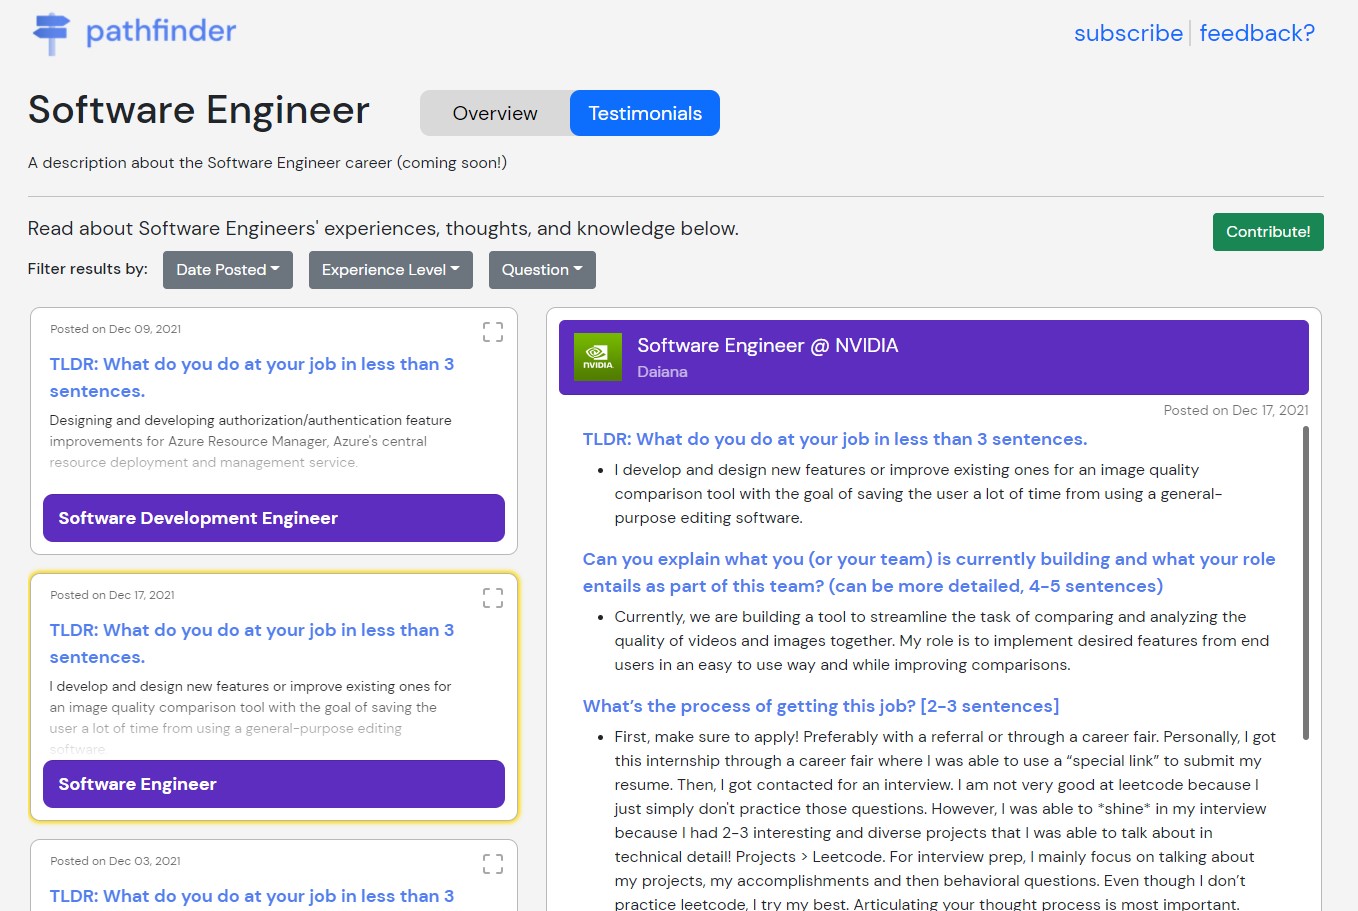 pathfinder
subscribe
feedback?
Software Engineer
Overview
Testimonials
A description about the Software Engineer career (coming soon!)
Read about Software Engineers' experiences, thoughts, and knowledge below.
Contribute!
Filter results by:
Date Posted
Experience Level
Question
Posted on Dec 09, 2021
TLDR: What do you do at your job in less than 3
sentences.
Designing and developing authorization/authentication feature
improvements for Azure Resource Manager, Azure's central
resource deployment and management service.
Software Development Engineer
Posted on Dec 17, 2021
TLDR: What do you do at your job in less than 3
sentences.
I develop and design new features or improve existing ones for
an image quality comparison tool with the goal of saving the
user a lot of time from using a general-purpose editing
software.
Software Engineer
Posted on Dec 03, 2021
TLDR: What do you do at your job in less than 3
NVIDIA
Software Engineer @ NVIDIA
Daiana
Posted on Dec 17, 2021
TLDR: What do you do at your job in less than 3 sentences.
• I develop and design new features or improve existing ones for an image quality
comparison tool with the goal of saving the user a lot of time from using a general-
purpose editing software.
Can you explain what you (or your team) is currently building and what your role
entails as part of this team? (can be more detailed, 4-5 sentences)
• Currently, we are building a tool to streamline the task of comparing and analyzing the
quality of videos and images together. My role is to implement desired features from end
users in an easy to use way and while improving comparisons.
What’s the process of getting this job? [2-3 sentences]
• First, make sure to apply! Preferably with a referral or through a career fair. Personally, I got
this internship through a career fair where I was able to use a “special link” to submit my
resume. Then, I got contacted for an interview. I am not very good at leetcode because I
just simply don't practice those questions. However, I was able to *shine* in my interview
because I had 2-3 interesting and diverse projects that I was able to talk about in
technical detail! Projects > Leetcode. For interview prep, I mainly focus on talking about
my projects, my accomplishments and then behavioral questions. Even though I don’t
practice leetcode, I try my best. Articulating your thought process is most important.